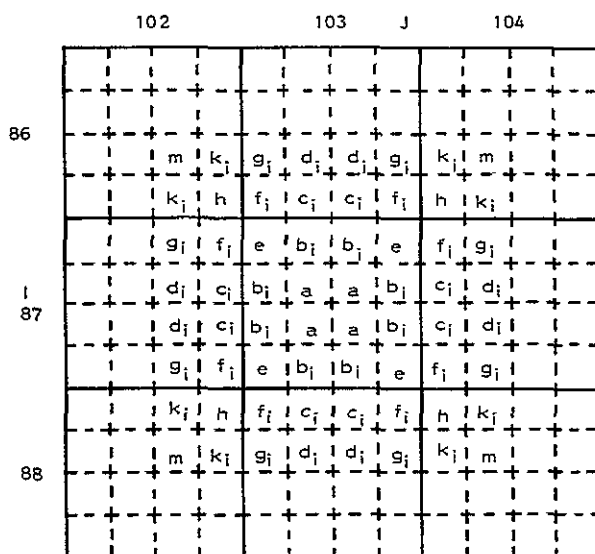 102 103 J 104
86
m kᵢ gᵢ dᵢ dᵢ gᵢ kᵢ m
kᵢ h fᵢ cᵢ cᵢ fᵢ h kᵢ
gᵢ fᵢ e bᵢ bᵢ e fᵢ gᵢ
I
dᵢ cᵢ bᵢ a a bᵢ cᵢ dᵢ
87
dᵢ cᵢ bᵢ a a bᵢ cᵢ dᵢ
gᵢ fᵢ e bᵢ bᵢ e fᵢ gᵢ
kᵢ h fᵢ cᵢ cᵢ fᵢ h kᵢ
m kᵢ gᵢ dᵢ dᵢ gᵢ kᵢ m
88